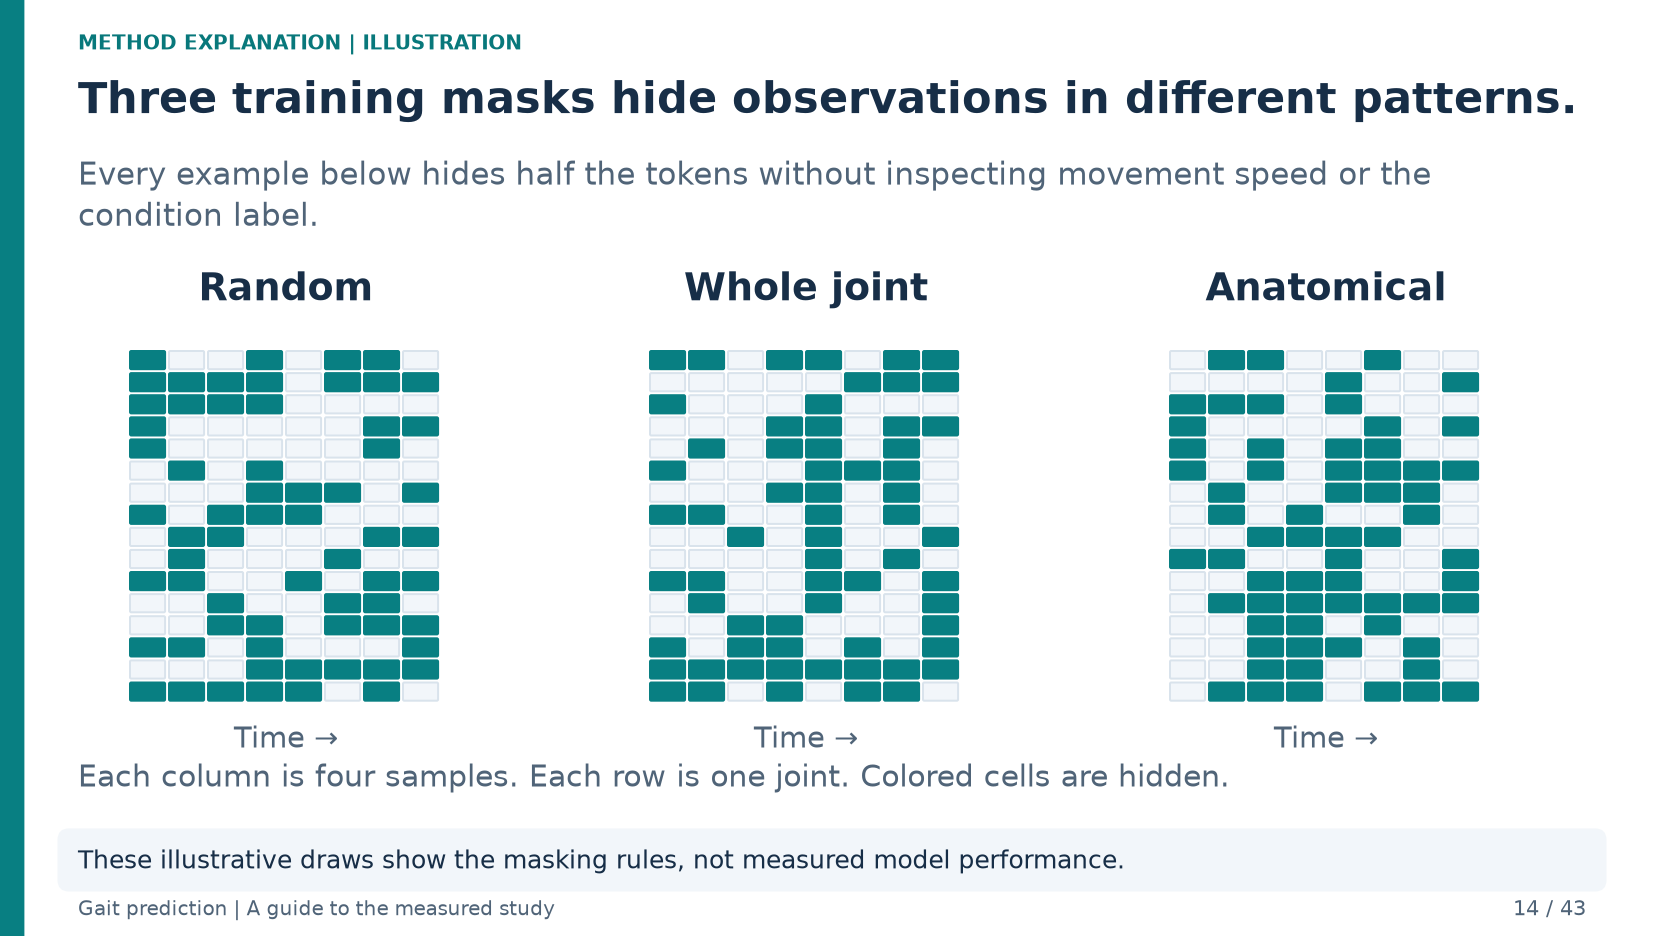 METHOD EXPLANATION | ILLUSTRATION
Three training masks hide observations in different patterns.
Every example below hides half the tokens without inspecting movement speed or the
condition label.
Random
Whole joint
Anatomical
Time →
Time →
Time →
Each column is four samples. Each row is one joint. Colored cells are hidden.
These illustrative draws show the masking rules, not measured model performance.
Gait prediction | A guide to the measured study
14 / 43